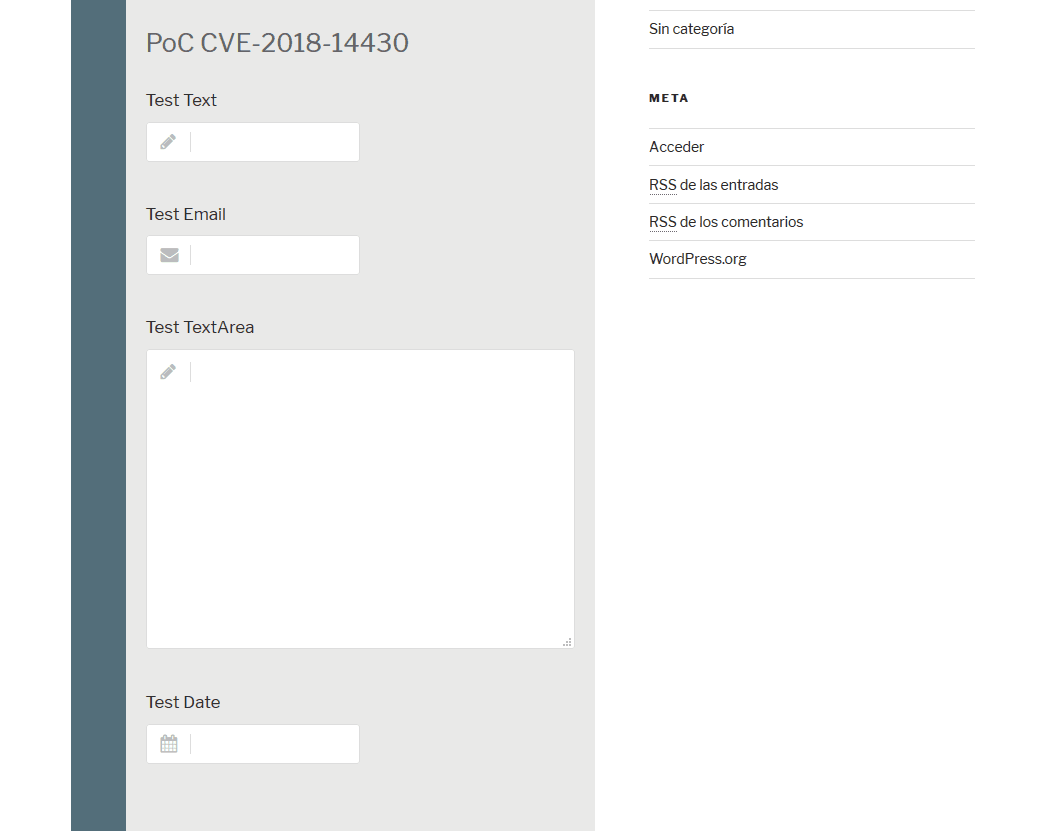 PoC CVE-2018-14430
Test Text
Test Email
Test TextArea
Test Date
Sin categoría
META
Acceder
RSS de las entradas
RSS de los comentarios
WordPress.org